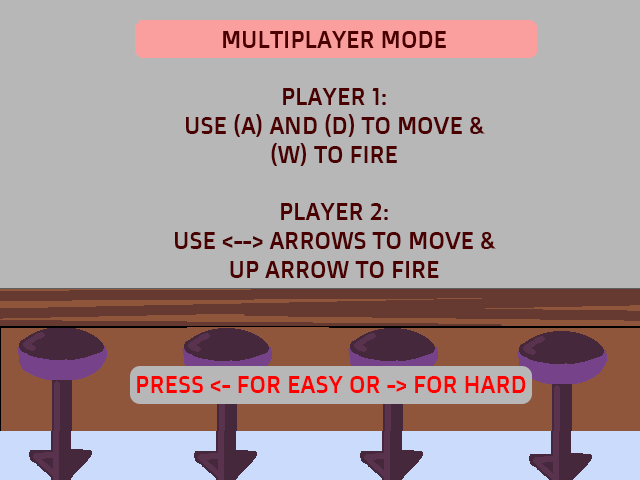 MULTIPLAYER MODE
PLAYER 1:
USE (A) AND (D) TO MOVE &
(W) TO FIRE
PLAYER 2:
USE <--> ARROWS TO MOVE &
UP ARROW TO FIRE
PRESS <- FOR EASY OR -> FOR HARD